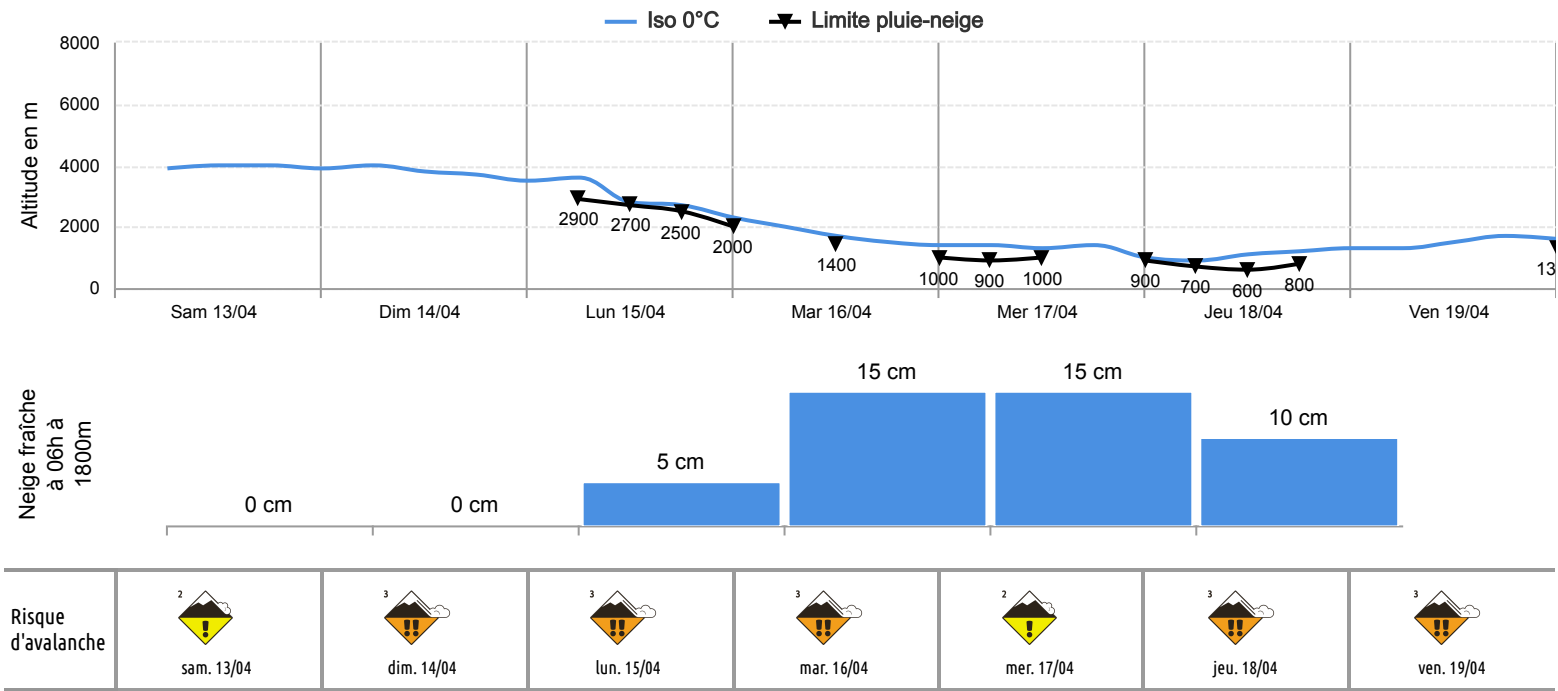 Iso 0°C Limite pluie-neige
Altitude en m
8000
6000
4000
2000
0
2900 2700 2500 2000 1400 1000 900 1000 900 700 600 800 13
Sam 13/04 Dim 14/04 Lun 15/04 Mar 16/04 Mer 17/04 Jeu 18/04 Ven 19/04
Neige fraîche
à 06h à
1800m
0 cm 0 cm 5 cm 15 cm 15 cm 10 cm
Risque
d'avalanche
2 3 3 3 2 3 3
! !! !! !! ! !! !!
sam. 13/04 dim. 14/04 lun. 15/04 mar. 16/04 mer. 17/04 jeu. 18/04 ven. 19/04